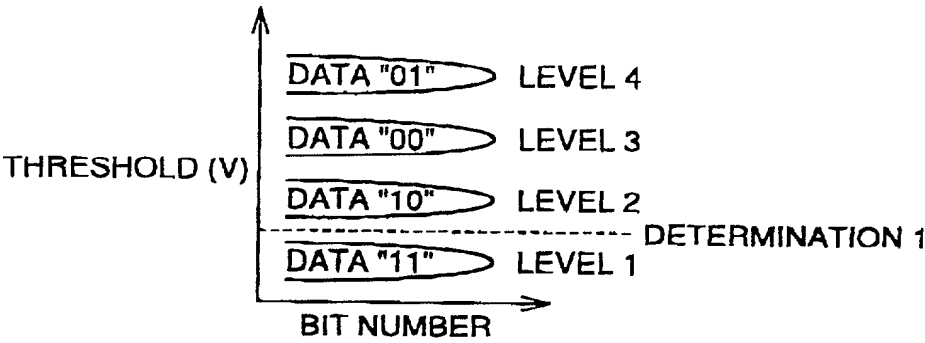 DATA "01" LEVEL 4
DATA "00" LEVEL 3
THRESHOLD (V)
DATA "10" LEVEL 2
DETERMINATION 1
DATA "11" LEVEL 1
BIT NUMBER